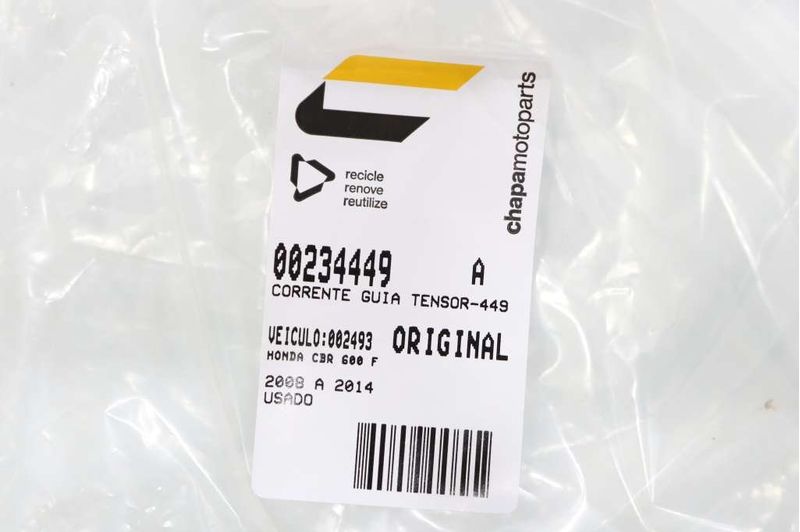 recicle
renove
reutilize
chapamotoparts
00234449 A
CORRENTE GUIA TENSOR-449
VEICULO:002493 ORIGINAL
HONDA CBR 600 F
2008 A 2014
USADO